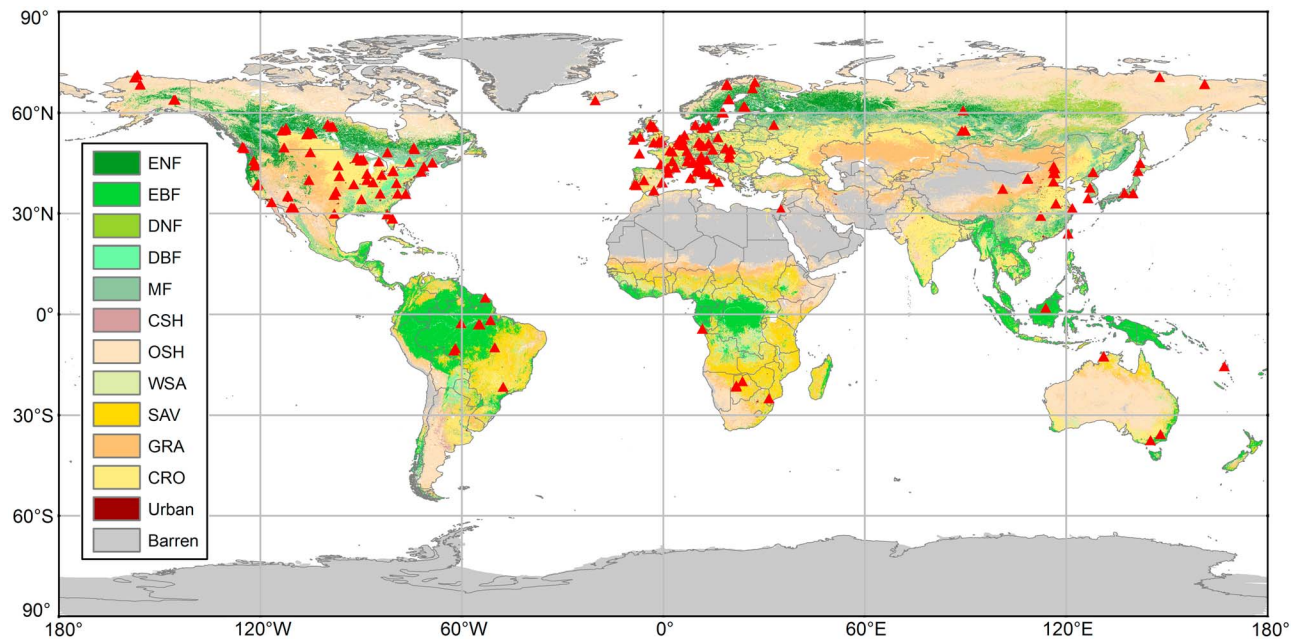 90°
60°N
30°N
0°
30°S
60°S
90°
180°
120°W
60°W
0°
60°E
120°E
180°
ENF
EBF
DNF
DBF
MF
CSH
OSH
WSA
SAV
GRA
CRO
Urban
Barren